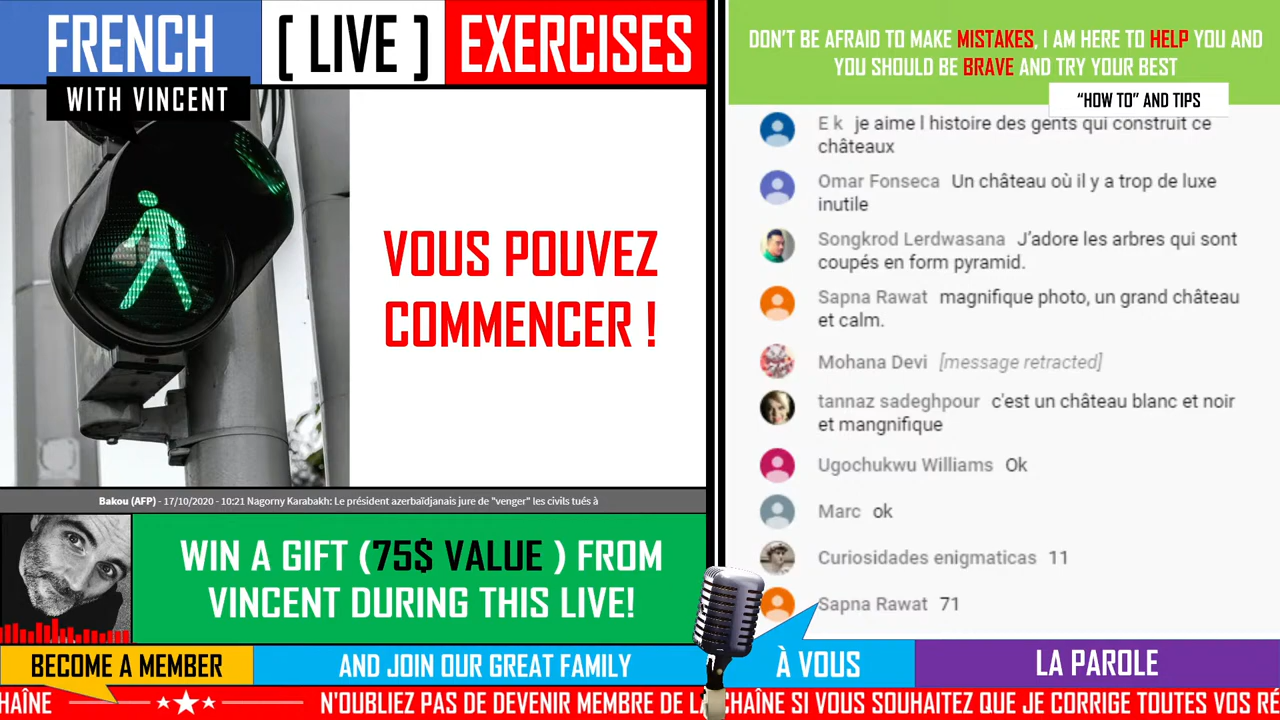 FRENCH
[ LIVE ]
EXERCISES
WITH VINCENT
VOUS POUVEZ
COMMENCER !
Bakou (AFP) - 17/10/2020 - 10:21 Nagorny Karabakh: Le président azerbaïdjanais jure de "venger" les civils tués à
WIN A GIFT (75$ VALUE ) FROM
VINCENT DURING THIS LIVE!
BECOME A MEMBER
AND JOIN OUR GREAT FAMILY
DON'T BE AFRAID TO MAKE MISTAKES, I AM HERE TO HELP YOU AND
YOU SHOULD BE BRAVE AND TRY YOUR BEST
“HOW TO” AND TIPS
E k je aime l histoire des gents qui construit ce
châteaux
Omar Fonseca Un château où il y a trop de luxe
inutile
Songkrod Lerdwasana J’adore les arbres qui sont
coupés en form pyramid.
Sapna Rawat magnifique photo, un grand château
et calm.
Mohana Devi [message retracted]
tannaz sadeghpour c'est un château blanc et noir
et mangnifique
Ugochukwu Williams Ok
Marc ok
Curiosidades enigmaticas 11
Sapna Rawat 71
À VOUS
LA PAROLE
HAÎNE
N'OUBLIEZ PAS DE DEVENIR MEMBRE DE LA CHAÎNE SI VOUS SOUHAITEZ QUE JE CORRIGE TOUTES VOS RÉ